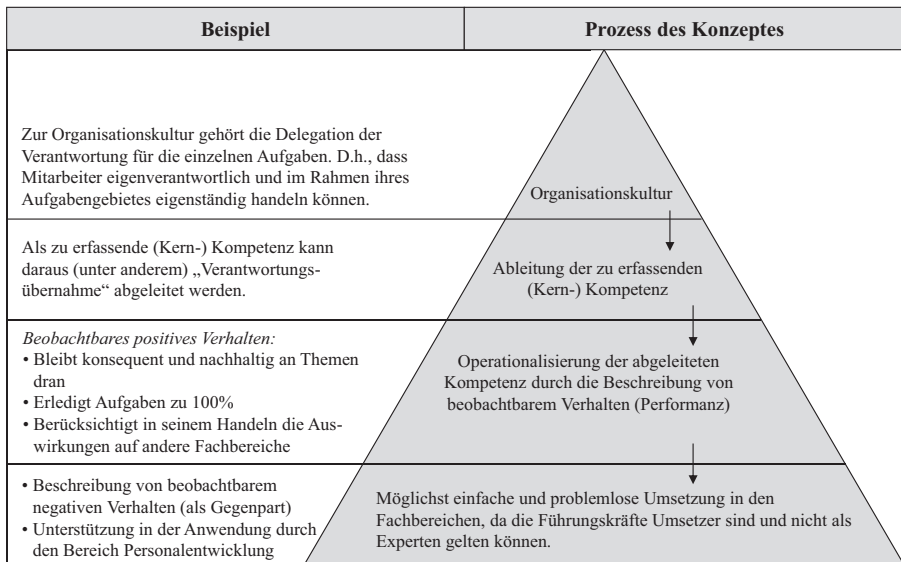 Beispiel
Prozess des Konzeptes
Zur Organisationskultur gehört die Delegation der
Verantwortung für die einzelnen Aufgaben. D.h., dass
Mitarbeiter eigenverantwortlich und im Rahmen ihres
Aufgabengebietes eigenständig handeln können.
Organisationskultur
Als zu erfassende (Kern-) Kompetenz kann
daraus (unter anderem) „Verantwortungs-
übernahme“ abgeleitet werden.
Ableitung der zu erfassenden
(Kern-) Kompetenz
Beobachtbares positives Verhalten:
• Bleibt konsequent und nachhaltig an Themen
dran
• Erledigt Aufgaben zu 100%
• Berücksichtigt in seinem Handeln die Aus-
wirkungen auf andere Fachbereiche
Operationalisierung der abgeleiteten
Kompetenz durch die Beschreibung von
beobachtbarem Verhalten (Performanz)
• Beschreibung von beobachtbarem
negativen Verhalten (als Gegenpart)
• Unterstützung in der Anwendung durch
den Bereich Personalentwicklung
Möglichst einfache und problemlose Umsetzung in den
Fachbereichen, da die Führungskräfte Umsetzer sind und nicht als
Experten gelten können.